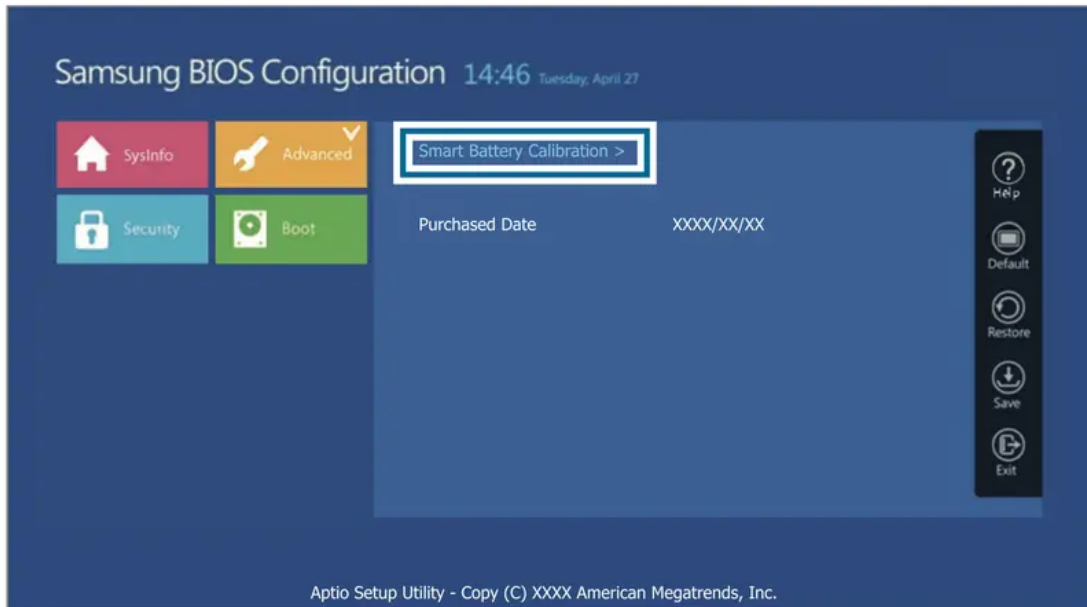 Samsung BIOS Configuration 14:46 Tuesday, April 27
SysInfo
Advanced
Security
Boot
Smart Battery Calibration >
Purchased Date XXXX/XX/XX
Help
Default
Restore
Save
Exit
Aptio Setup Utility - Copy (C) XXXX American Megatrends, Inc.